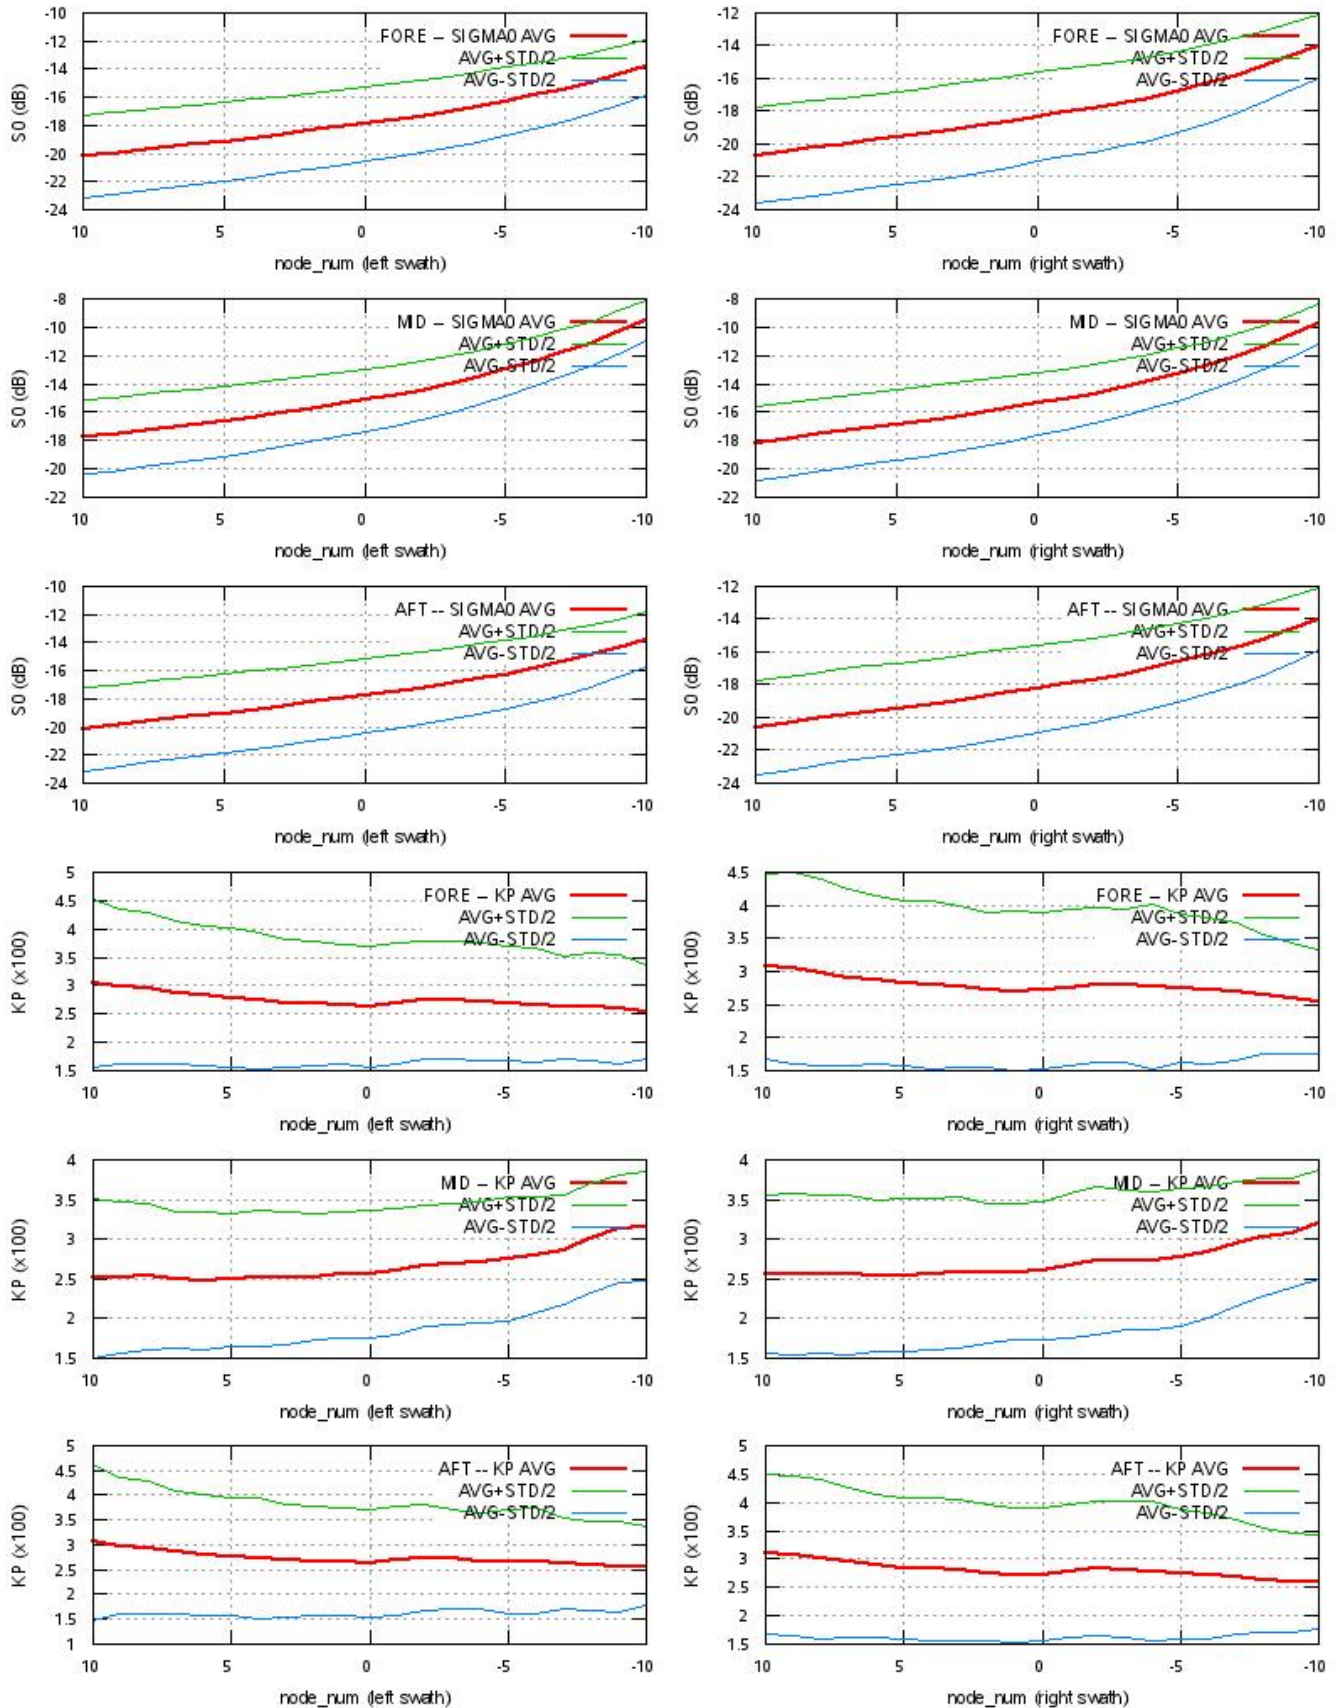 FORE – SIGMA0 AVG
AVG+STD/2
AVG-STD/2
S0 (dB)
-10
-12
-14
-16
-18
-20
-22
-24
10 5 0 -5 -10
node_num (left swath)
FORE – SIGMA0 AVG
AVG+STD/2
AVG-STD/2
S0 (dB)
-12
-14
-16
-18
-20
-22
-24
10 5 0 -5 -10
node_num (right swath)
MID – SIGMA0 AVG
AVG+STD/2
AVG-STD/2
S0 (dB)
-8
-10
-12
-14
-16
-18
-20
-22
10 5 0 -5 -10
node_num (left swath)
MID – SIGMA0 AVG
AVG+STD/2
AVG-STD/2
S0 (dB)
-8
-10
-12
-14
-16
-18
-20
-22
10 5 0 -5 -10
node_num (right swath)
AFT -- SIGMA0 AVG
AVG+STD/2
AVG-STD/2
S0 (dB)
-10
-12
-14
-16
-18
-20
-22
-24
10 5 0 -5 -10
node_num (left swath)
AFT -- SIGMA0 AVG
AVG+STD/2
AVG-STD/2
S0 (dB)
-12
-14
-16
-18
-20
-22
-24
10 5 0 -5 -10
node_num (right swath)
FORE – KP AVG
AVG+STD/2
AVG-STD/2
KP (x100)
5
4.5
4
3.5
3
2.5
2
1.5
10 5 0 -5 -10
node_num (left swath)
FORE – KP AVG
AVG+STD/2
AVG-STD/2
KP (x100)
4.5
4
3.5
3
2.5
2
1.5
10 5 0 -5 -10
node_num (right swath)
MID – KP AVG
AVG+STD/2
AVG-STD/2
KP (x100)
4
3.5
3
2.5
2
1.5
10 5 0 -5 -10
node_num (left swath)
MID – KP AVG
AVG+STD/2
AVG-STD/2
KP (x100)
4
3.5
3
2.5
2
1.5
10 5 0 -5 -10
node_num (right swath)
AFT -- KP AVG
AVG+STD/2
AVG-STD/2
KP (x100)
5
4.5
4
3.5
3
2.5
2
1.5
1
10 5 0 -5 -10
node_num (left swath)
AFT -- KP AVG
AVG+STD/2
AVG-STD/2
KP (x100)
5
4.5
4
3.5
3
2.5
2
1.5
10 5 0 -5 -10
node_num (right swath)